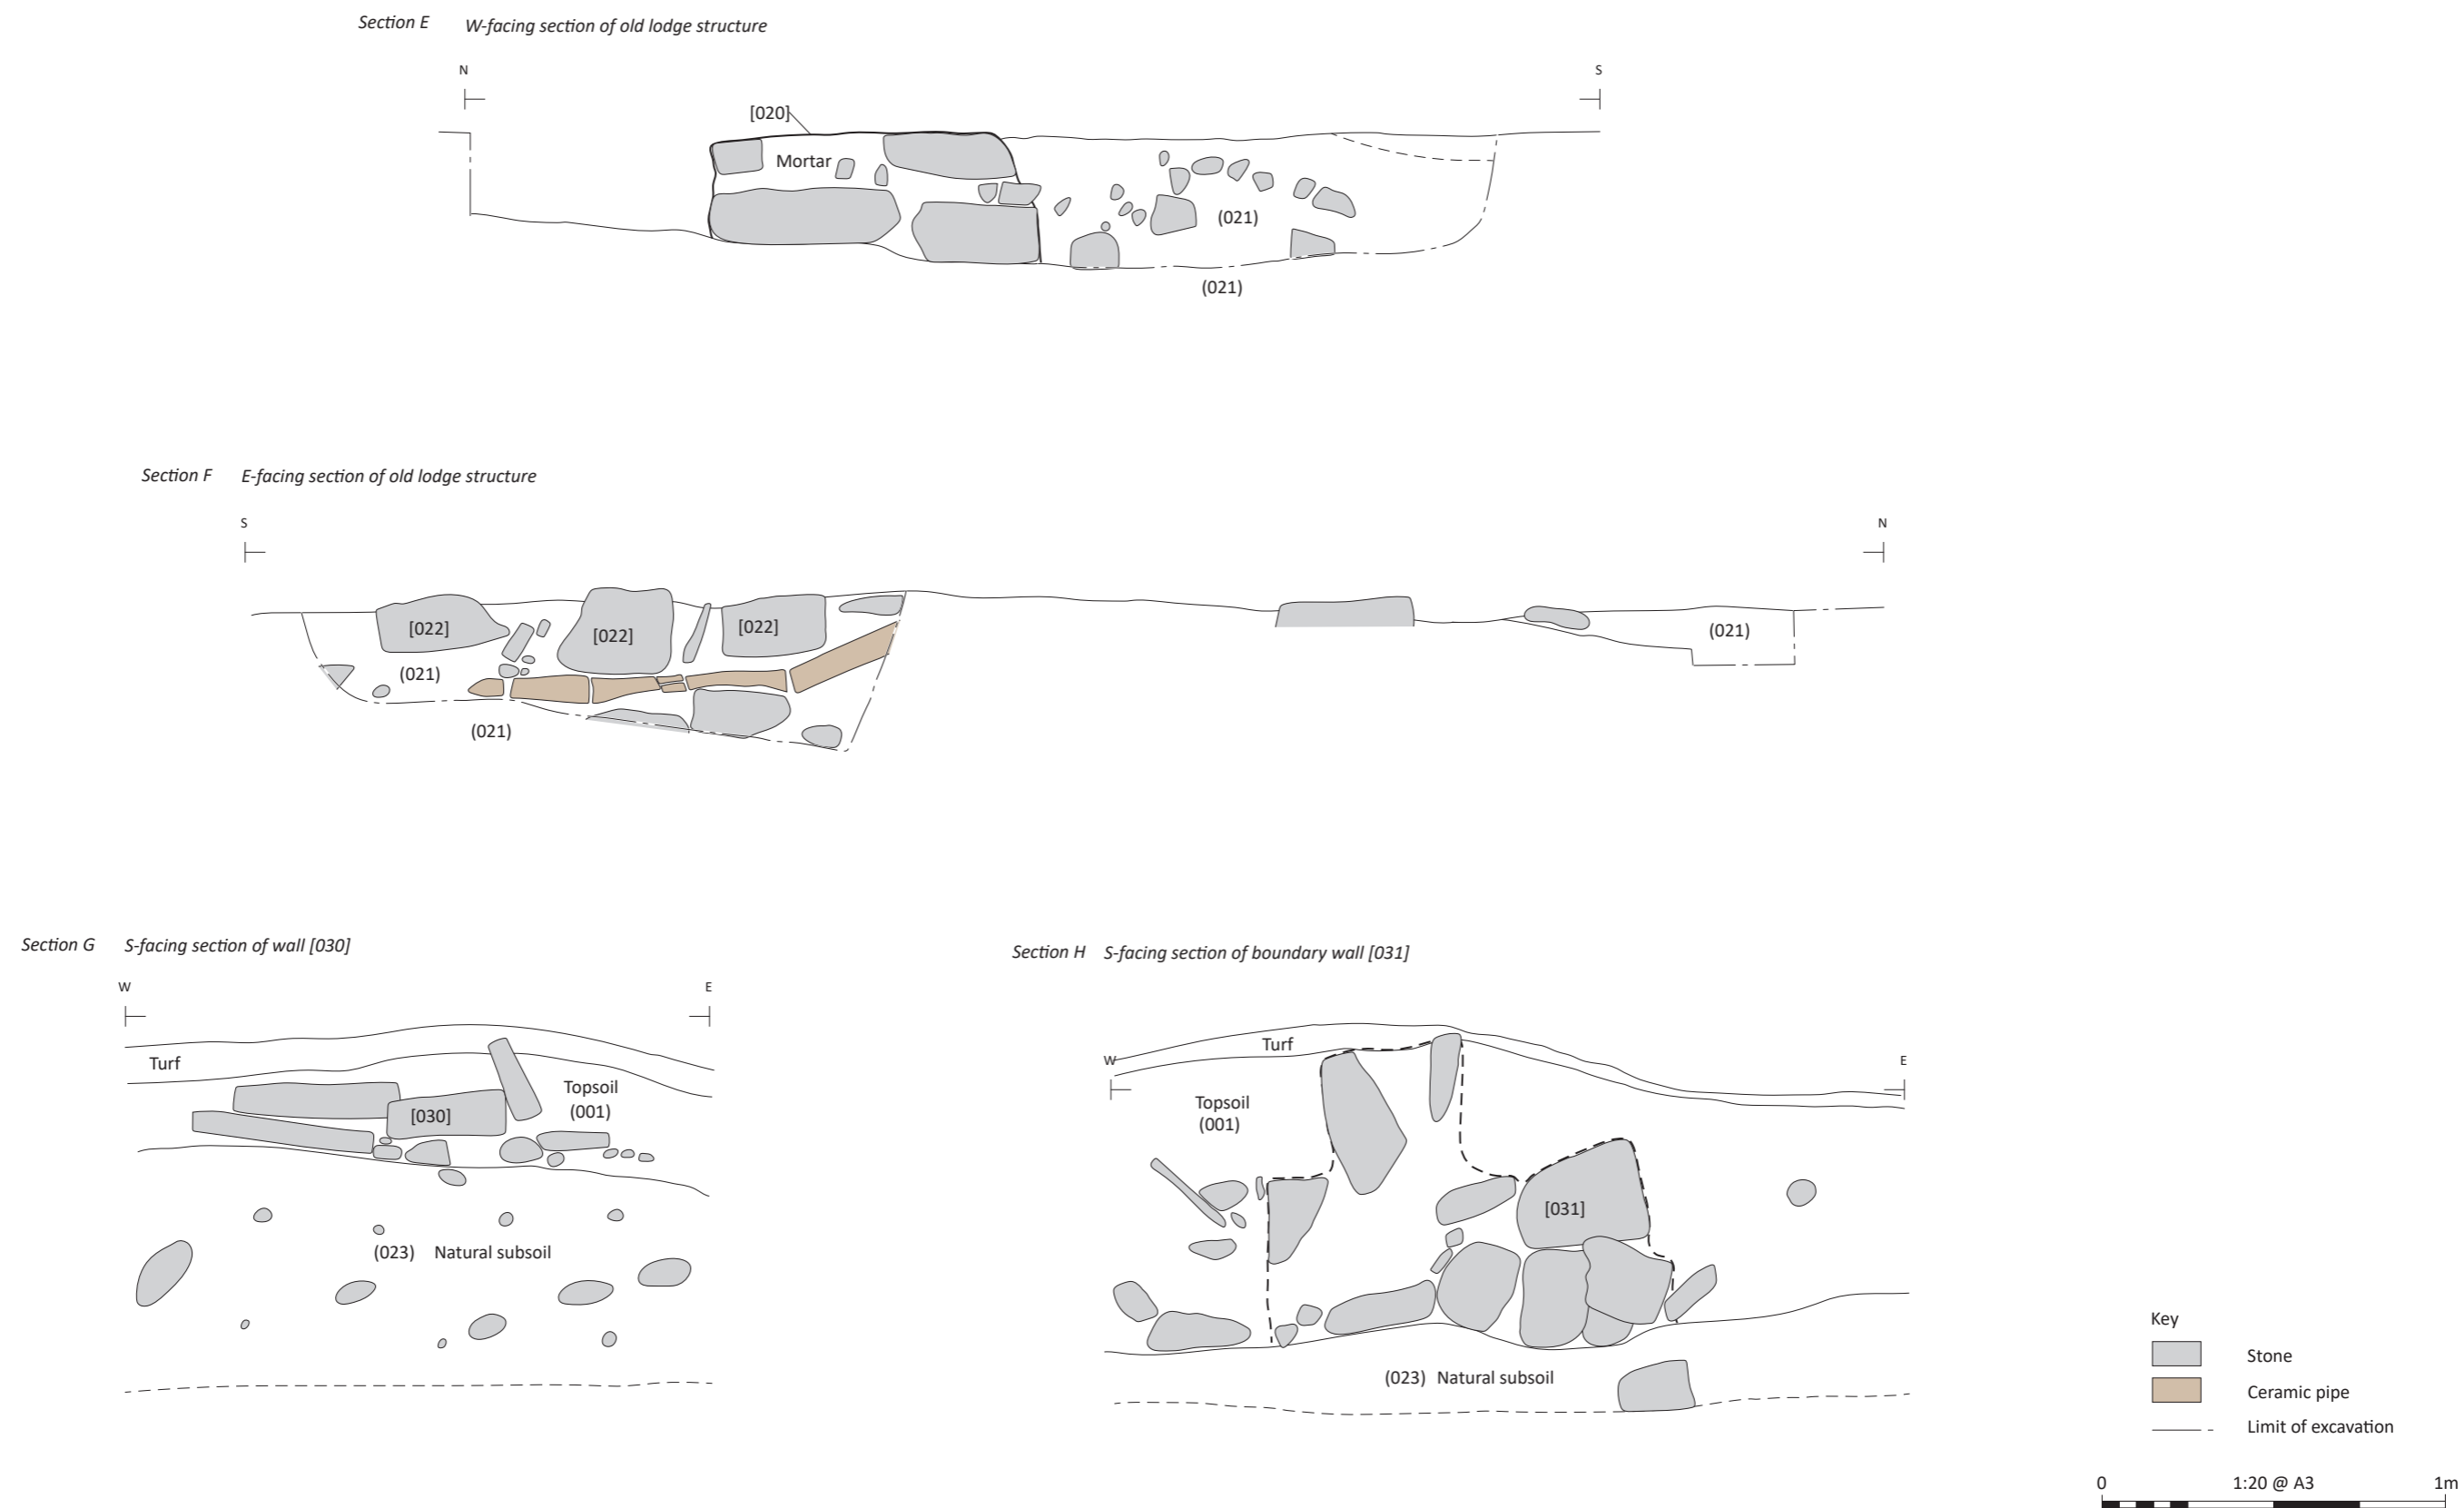 Section E W-facing section of old lodge structure
N S
[020]
Mortar
(021)
(021)
Section F E-facing section of old lodge structure
S N
[022] [022] [022]
(021)
(021)
(021)
Section G S-facing section of wall [030]
W E
Turf
Topsoil
(001)
[030]
(023) Natural subsoil
Section H S-facing section of boundary wall [031]
W E
Turf
Topsoil
(001)
[031]
(023) Natural subsoil
Key
Stone
Ceramic pipe
Limit of excavation
0 1:20 @ A3 1m